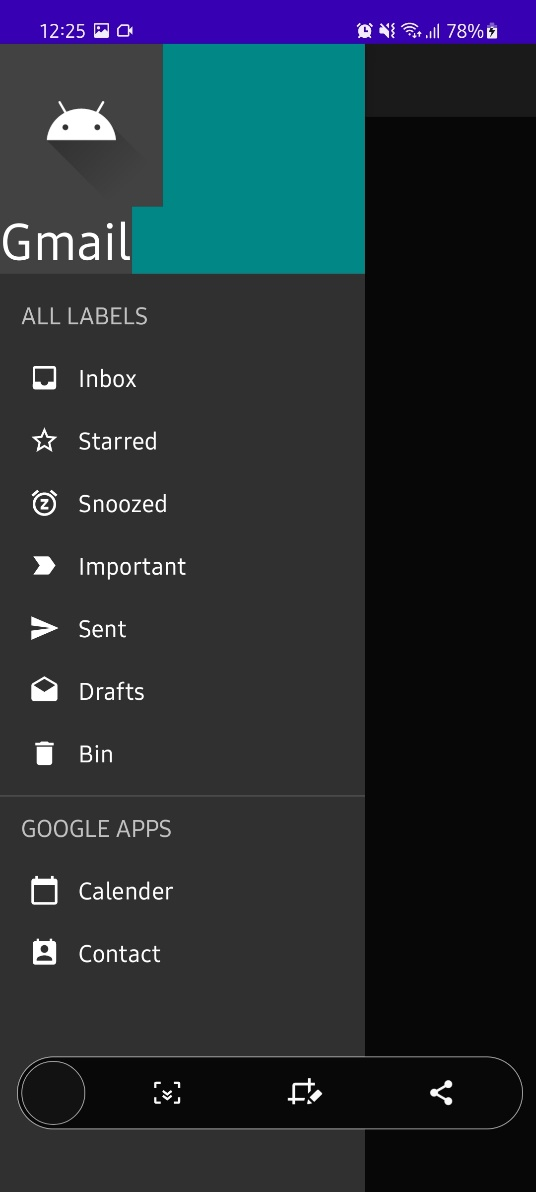 12:25 78%
Gmail
ALL LABELS
Inbox
Starred
Snoozed
Important
Sent
Drafts
Bin
GOOGLE APPS
Calender
Contact